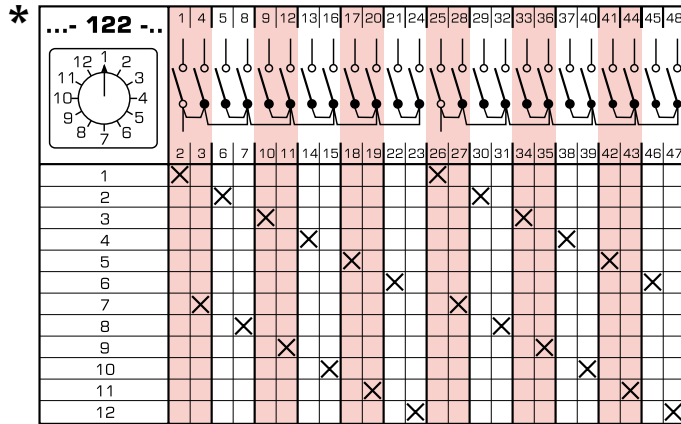 * ...- 122 -..
1 4 5 8 9 12 13 16 17 20 21 24 25 28 29 32 33 36 37 40 41 44 45 48
12 1 2
11 3
10 4
9 5
8 7 6
2 3 6 7 10 11 14 15 18 19 22 23 26 27 30 31 34 35 38 39 42 43 46 47
1 X X
2 X X
3 X X
4 X X
5 X X
6 X X
7 X X
8 X X
9 X X
10 X X
11 X X
12 X X